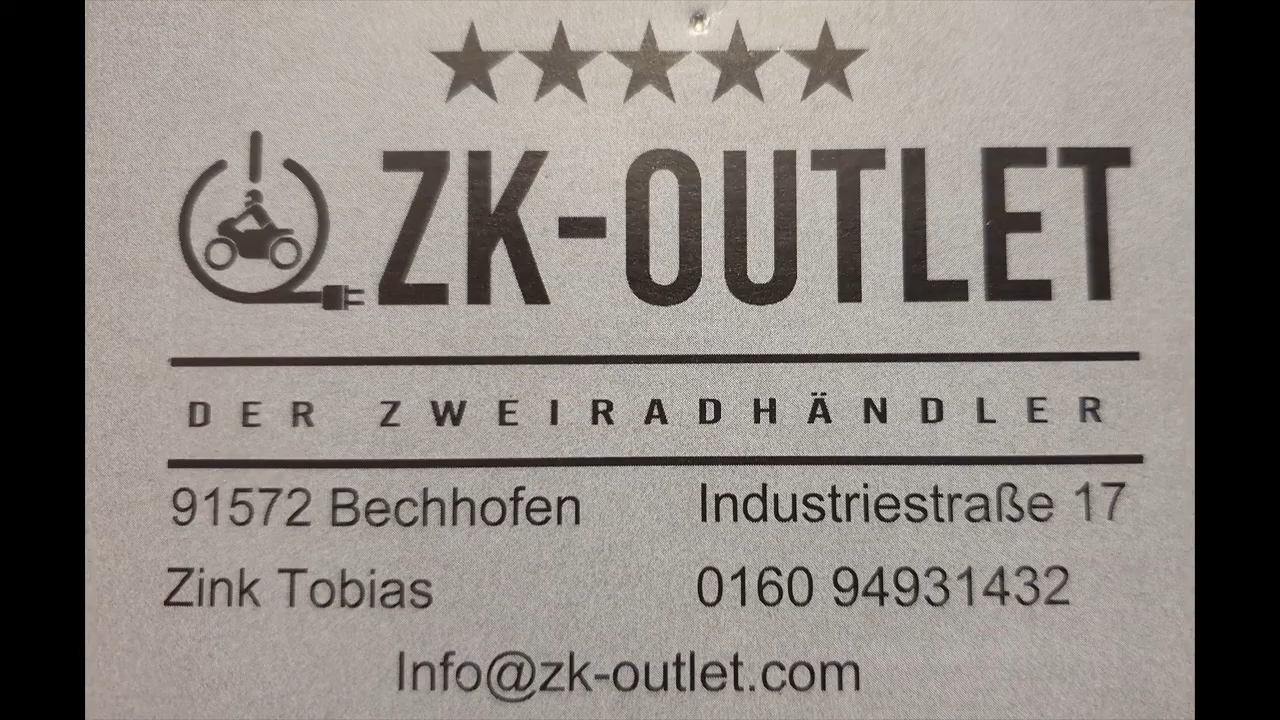 ZK-OUTLET
DER ZWEIRADHÄNDLER
91572 Bechhofen Industriestraße 17
Zink Tobias 0160 94931432
Info@zk-outlet.com